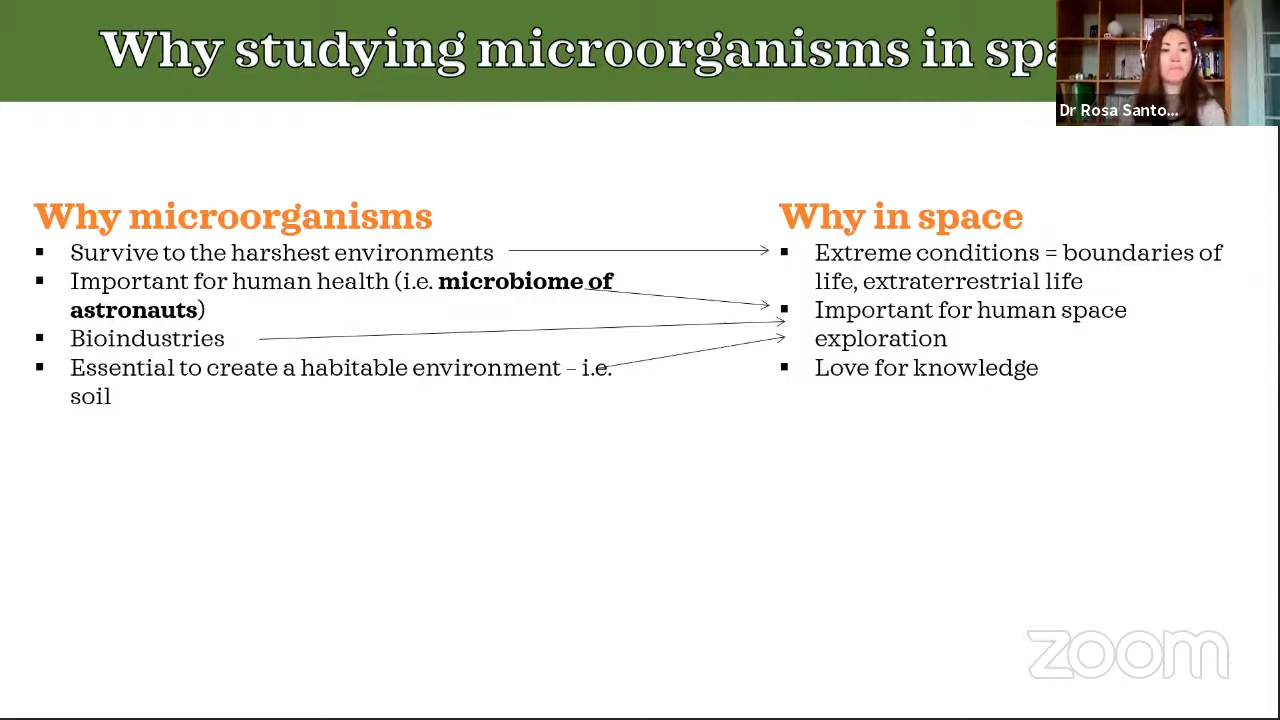 Why studying microorganisms in spa
Dr Rosa Santo...
Why microorganisms
▪ Survive to the harshest environments
▪ Important for human health (i.e. microbiome of
astronauts)
▪ Bioindustries
▪ Essential to create a habitable environment – i.e.
soil
Why in space
▪ Extreme conditions = boundaries of
life, extraterrestrial life
▪ Important for human space
exploration
▪ Love for knowledge
zoom